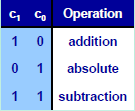 c₁ c₀ Operation
1 0 addition
0 1 absolute
1 1 subtraction